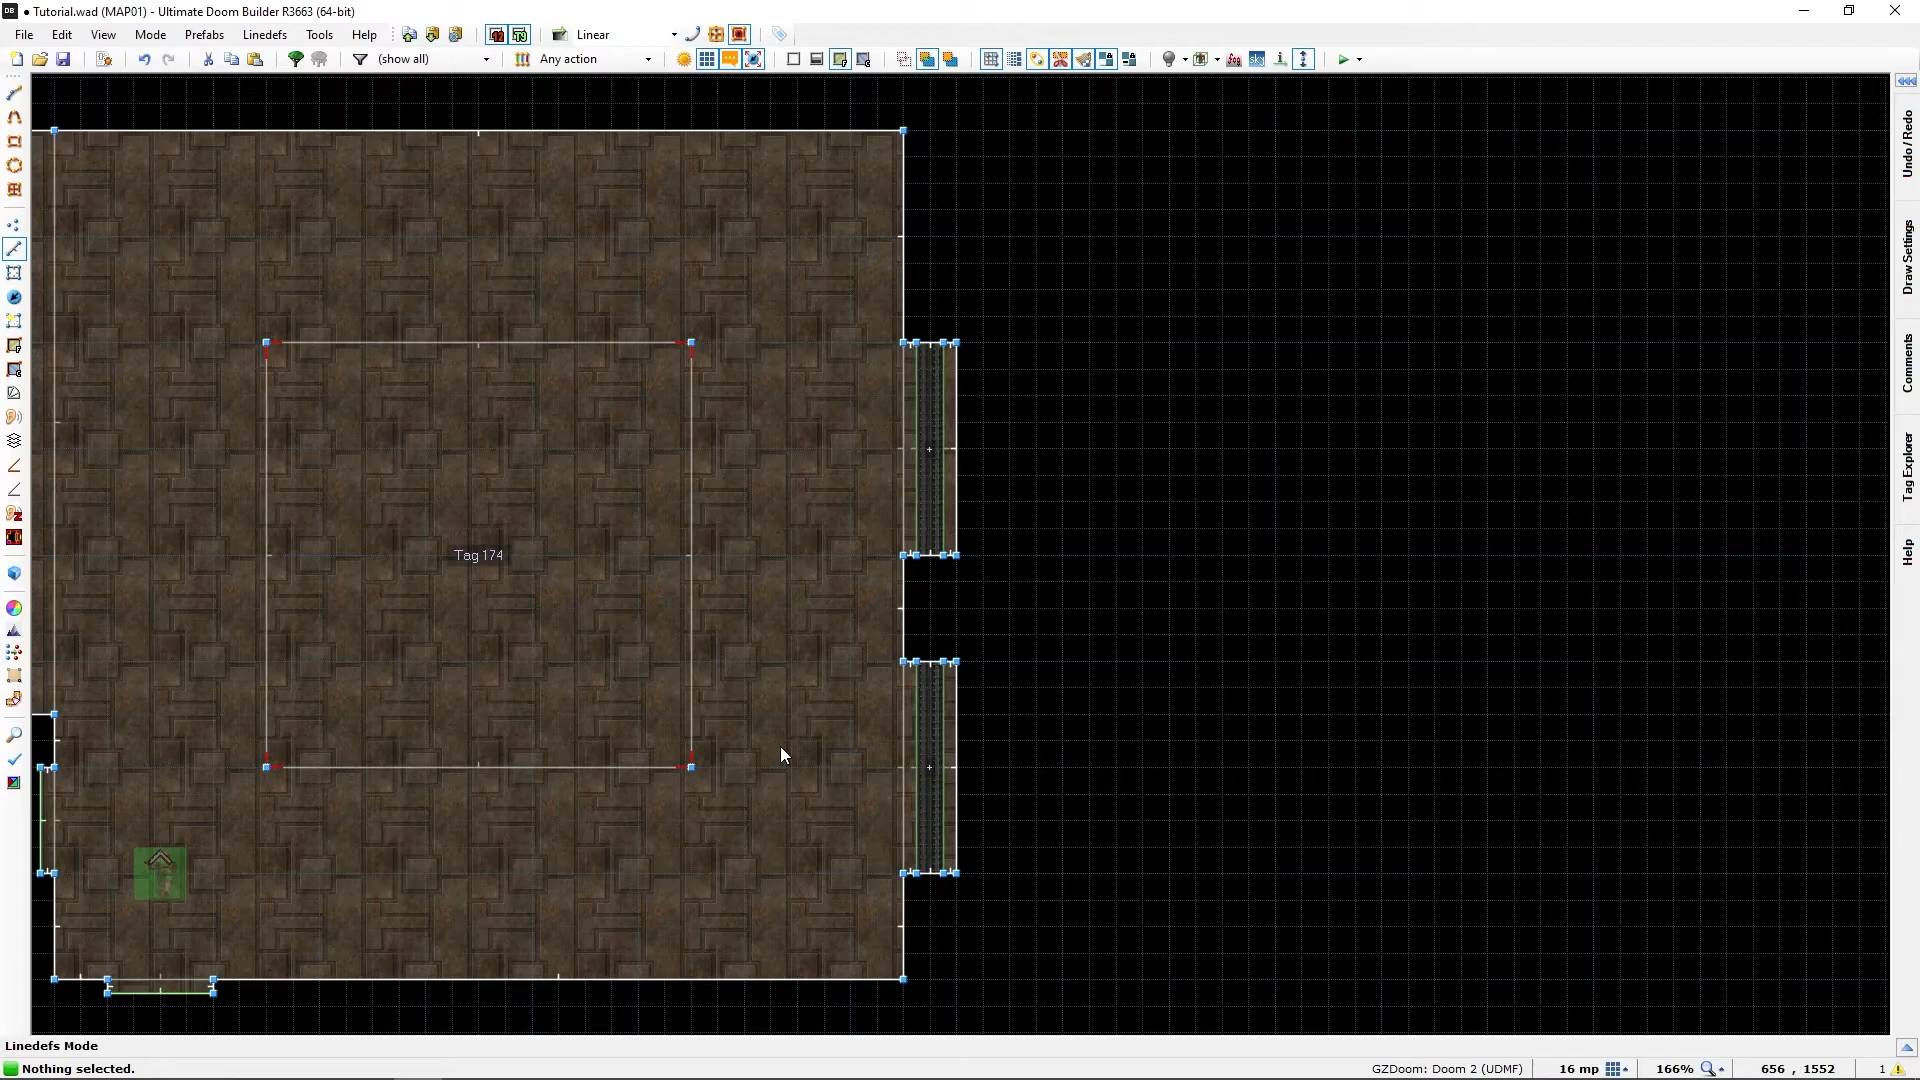 Tutorial.wad (MAP01) - Ultimate Doom Builder R3663 (64-bit)
File Edit View Mode Prefabs Linedefs Tools Help Linear
(show all) Any action
Undo / Redo
Draw Settings
Comments
Tag Explorer
Help
Tag 174
Linedefs Mode
Nothing selected. GZDoom: Doom 2 (UDMF) 16 mp 166% 656 , 1552 1